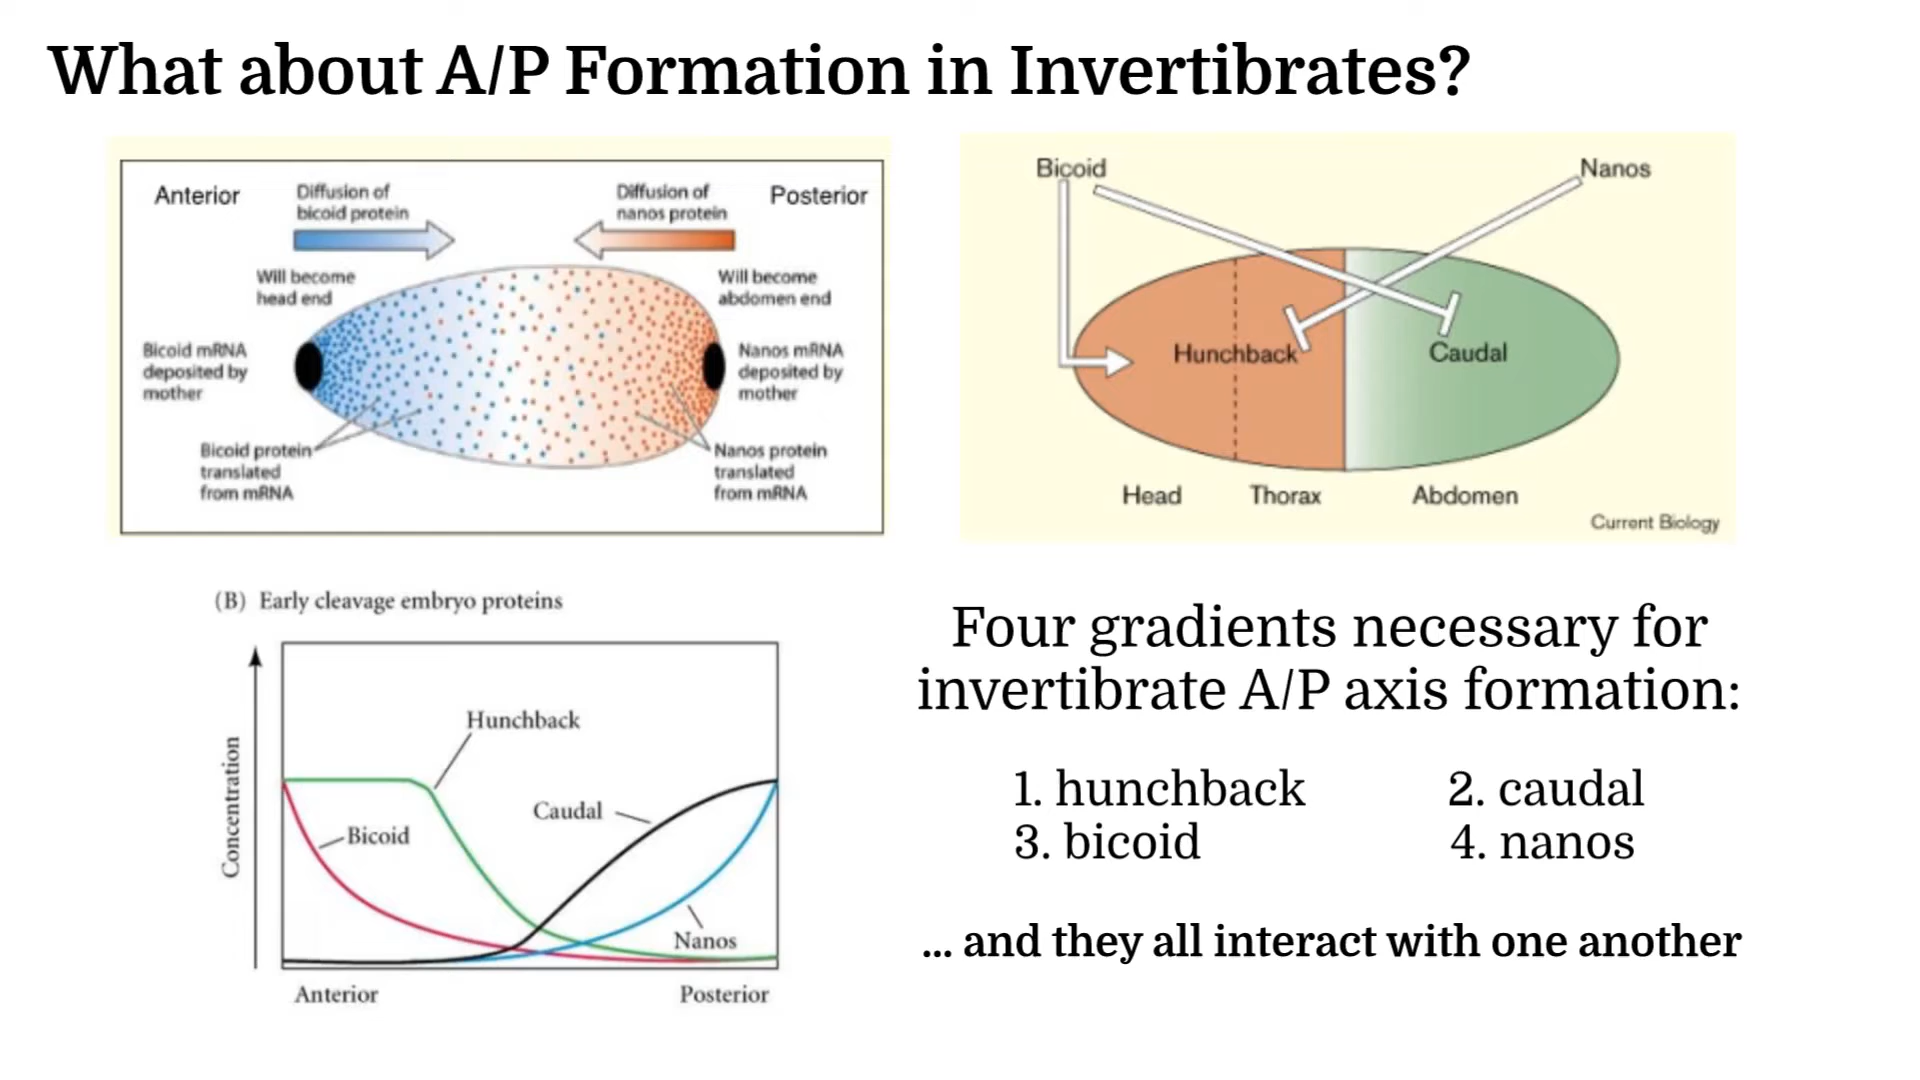 What about A/P Formation in Invertibrates?
Anterior
Diffusion of
bicoid protein
Diffusion of
nanos protein
Posterior
Will become
head end
Will become
abdomen end
Bicoid mRNA
deposited by
mother
Nanos mRNA
deposited by
mother
Bicoid protein
translated
from mRNA
Nanos protein
translated
from mRNA
Bicoid
Nanos
Hunchback
Caudal
Head
Thorax
Abdomen
Current Biology
(B) Early cleavage embryo proteins
Concentration
Hunchback
Caudal
Bicoid
Nanos
Anterior
Posterior
Four gradients necessary for
invertibrate A/P axis formation:
1. hunchback
2. caudal
3. bicoid
4. nanos
... and they all interact with one another